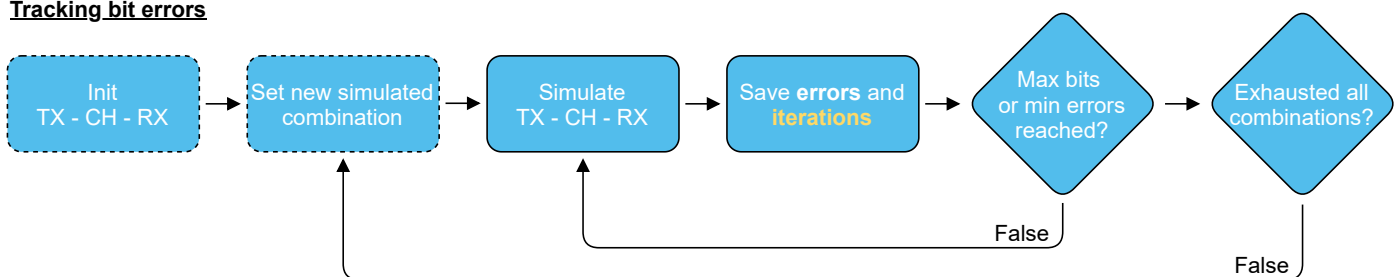 Tracking bit errors
Init
TX - CH - RX
Set new simulated
combination
Simulate
TX - CH - RX
Save errors and
iterations
Max bits
or min errors
reached?
Exhausted all
combinations?
False
False